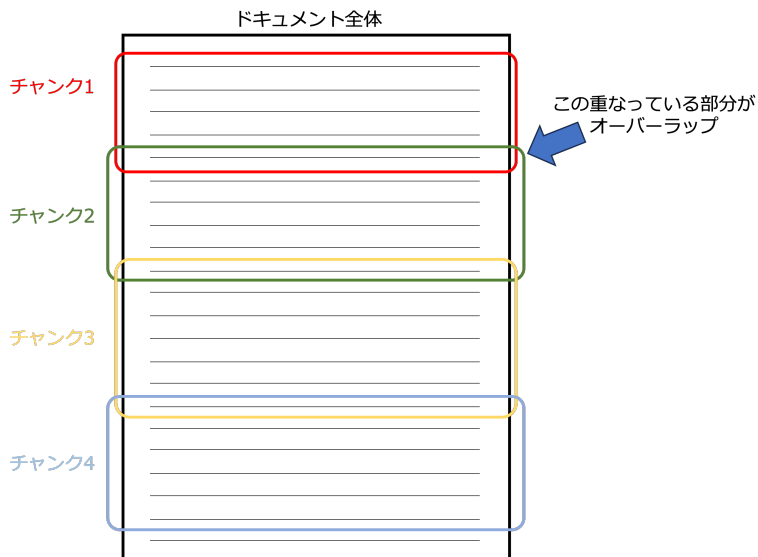 ドキュメント全体
チャンク1
この重なっている部分が
オーバーラップ
チャンク2
チャンク3
チャンク4